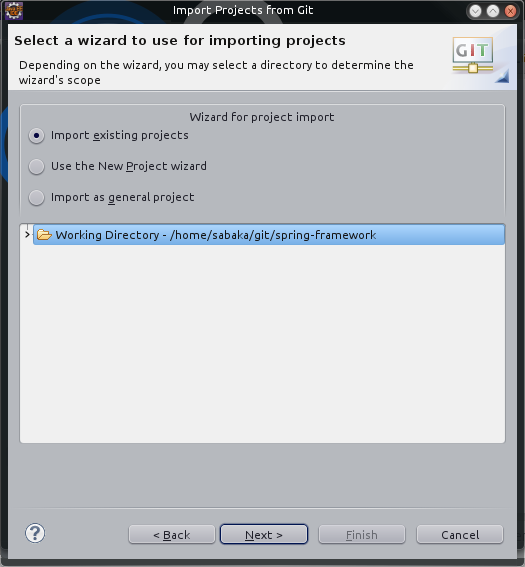 Import Projects from Git
Select a wizard to use for importing projects
Depending on the wizard, you may select a directory to determine the
wizard's scope
GIT
Wizard for project import
Import existing projects
Use the New Project wizard
Import as general project
Working Directory - /home/sabaka/git/spring-framework
?
< Back
Next >
Finish
Cancel